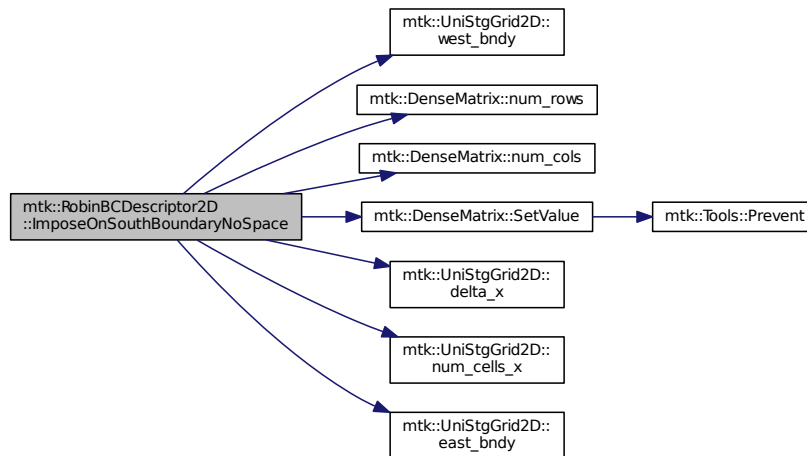 mtk::UniStgGrid2D::
west_bndy
mtk::DenseMatrix::num_rows
mtk::DenseMatrix::num_cols
mtk::RobinBCDescriptor2D
::ImposeOnSouthBoundaryNoSpace
mtk::DenseMatrix::SetValue
mtk::Tools::Prevent
mtk::UniStgGrid2D::
delta_x
mtk::UniStgGrid2D::
num_cells_x
mtk::UniStgGrid2D::
east_bndy